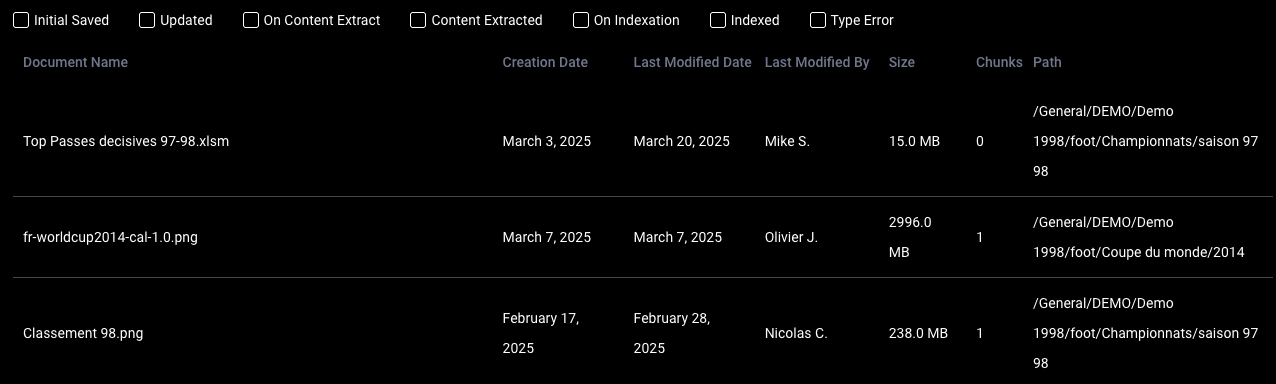 Initial Saved Updated On Content Extract Content Extracted On Indexation Indexed Type Error
Document Name Creation Date Last Modified Date Last Modified By Size Chunks Path
/General/DEMO/Demo
Top Passes decisives 97-98.xlsm March 3, 2025 March 20, 2025 Mike S. 15.0 MB 0 1998/foot/Championnats/saison 97
98
2996.0 /General/DEMO/Demo
fr-worldcup2014-cal-1.0.png March 7, 2025 March 7, 2025 Olivier J. 1
MB 1998/foot/Coupe du monde/2014
/General/DEMO/Demo
February 17, February 28,
Classement 98.png Nicolas C. 238.0 MB 1 1998/foot/Championnats/saison 97
2025 2025
98